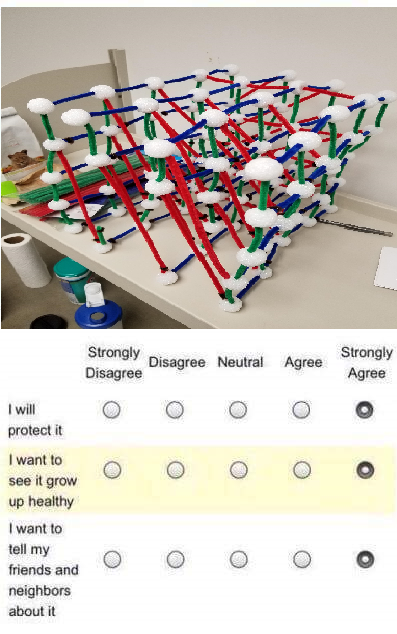 Strongly Disagree Disagree Neutral Agree Strongly Agree
I will
protect it
I want to
see it grow
up healthy
I want to
tell my
friends and
neighbors
about it